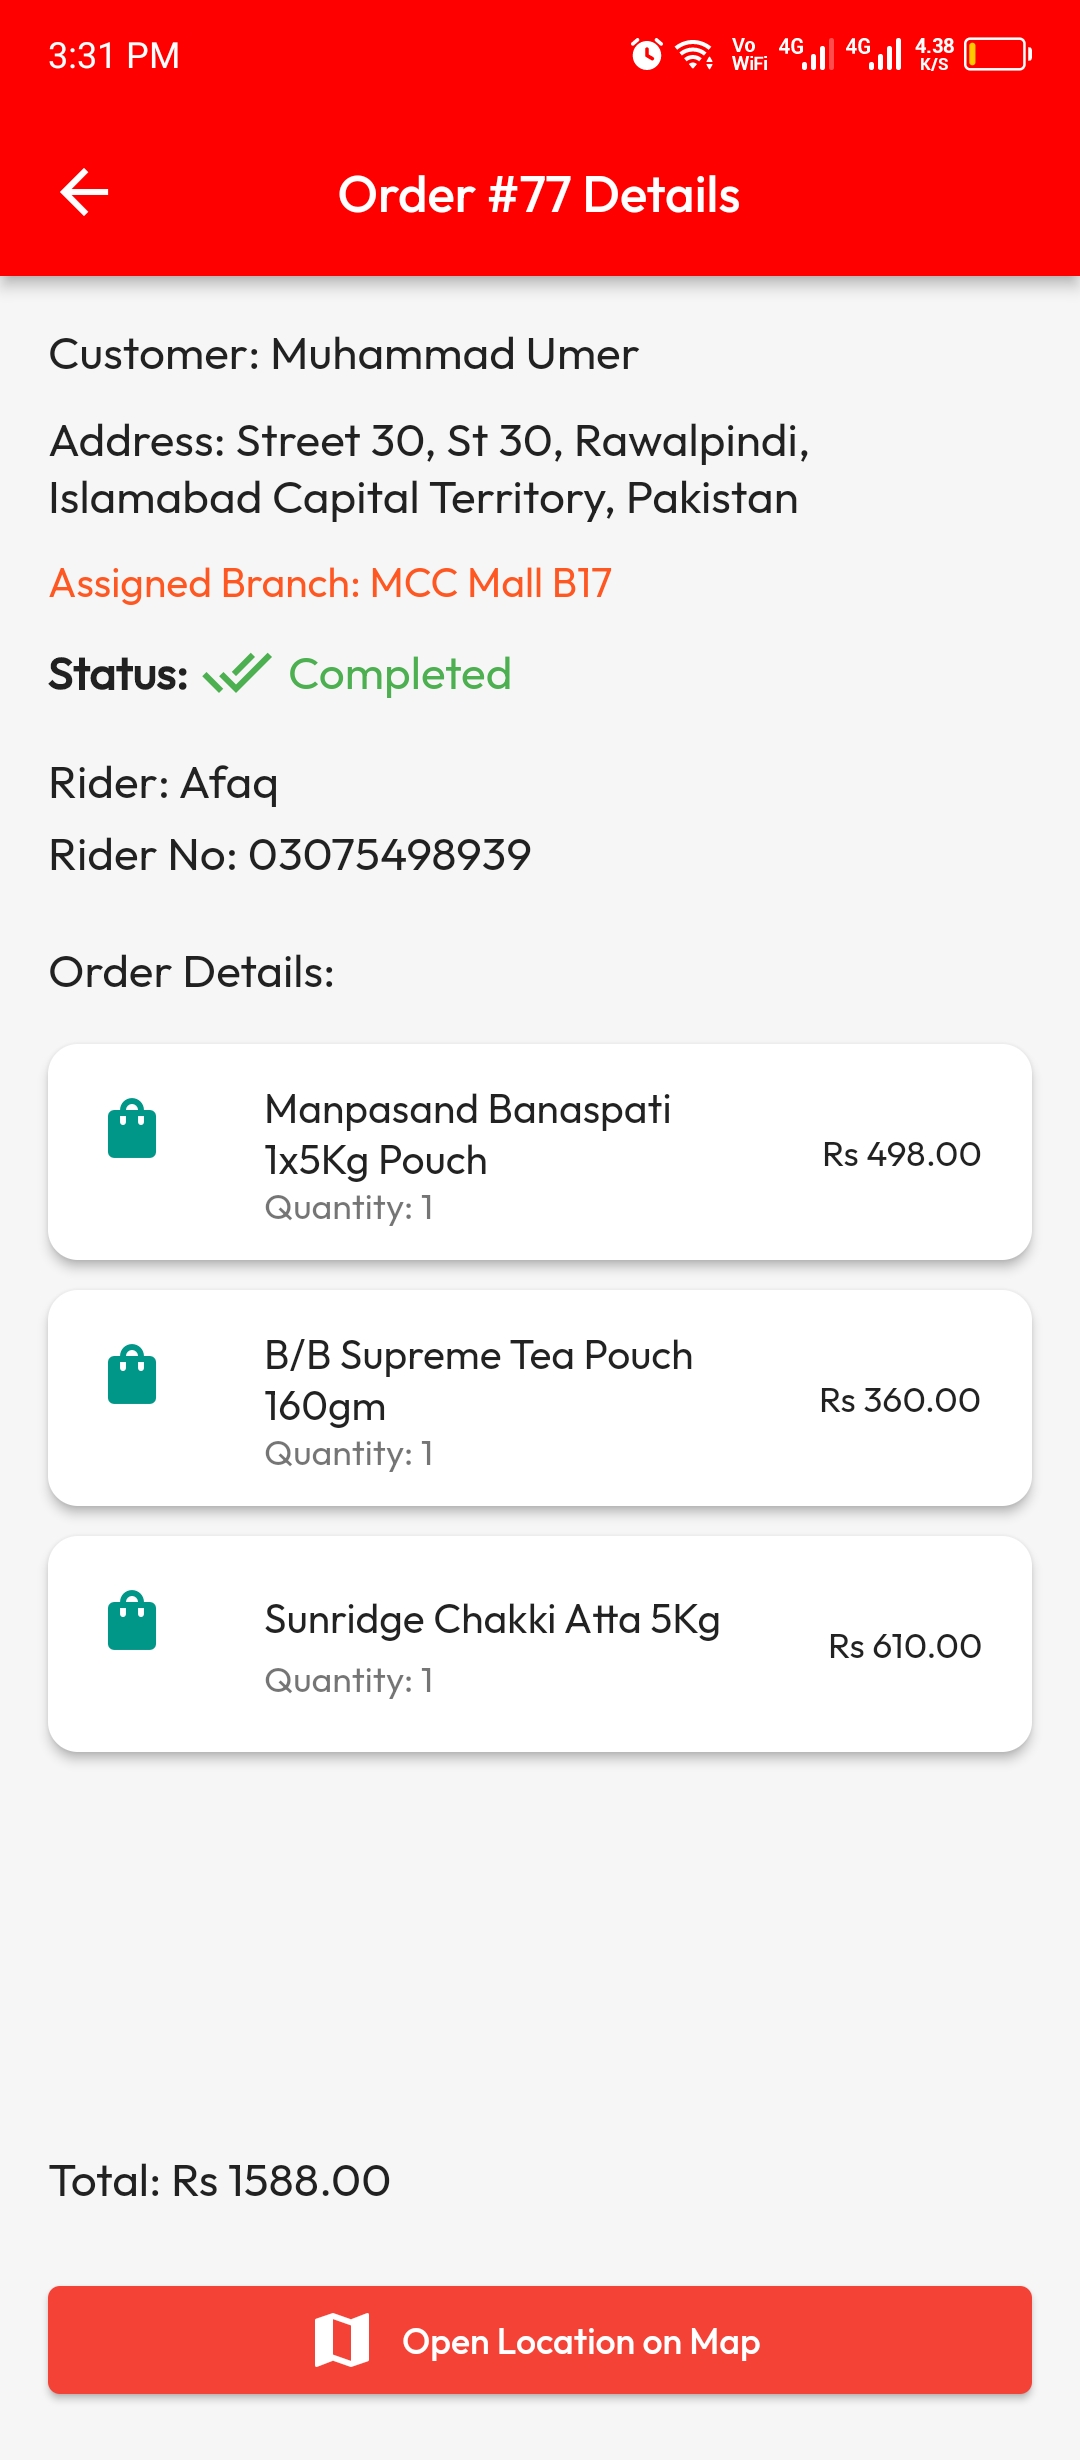 3:31 PM
Vo WiFi 4G 4G 4.38 K/S
Order #77 Details
Customer: Muhammad Umer
Address: Street 30, St 30, Rawalpindi,
Islamabad Capital Territory, Pakistan
Assigned Branch: MCC Mall B17
Status: Completed
Rider: Afaq
Rider No: 03075498939
Order Details:
Manpasand Banaspati
1x5Kg Pouch
Rs 498.00
Quantity: 1
B/B Supreme Tea Pouch
160gm
Rs 360.00
Quantity: 1
Sunridge Chakki Atta 5Kg
Rs 610.00
Quantity: 1
Total: Rs 1588.00
Open Location on Map